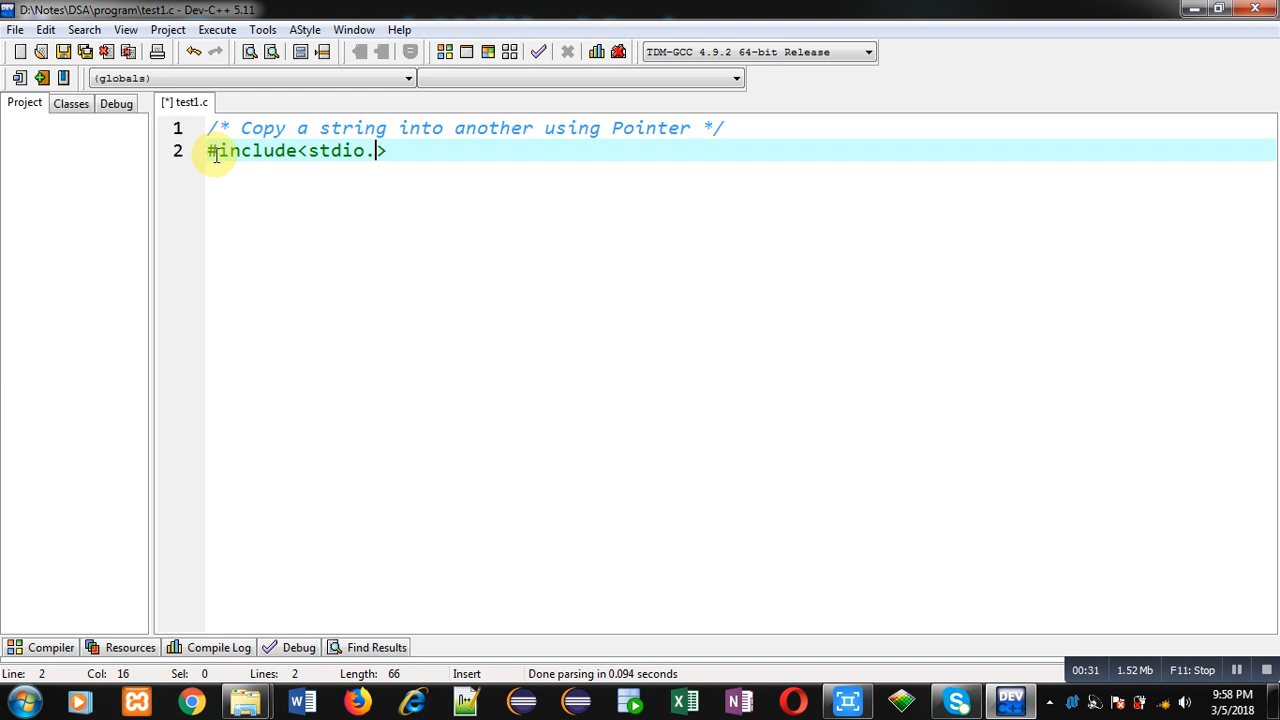 D:\Notes\DSA\program\test1.c - Dev-C++ 5.11
File Edit Search View Project Execute Tools AStyle Window Help
TDM-GCC 4.9.2 64-bit Release
(globals)
Project Classes Debug [*] test1.c
1 /* Copy a string into another using Pointer */
2 #include<stdio.>
Compiler Resources Compile Log Debug Find Results
Line: 2 Col: 16 Sel: 0 Lines: 2 Length: 66 Insert Done parsing in 0.094 seconds
00:31 1.52 Mb F11: Stop
W N++ X N S DEV C++
9:58 PM
3/5/2018